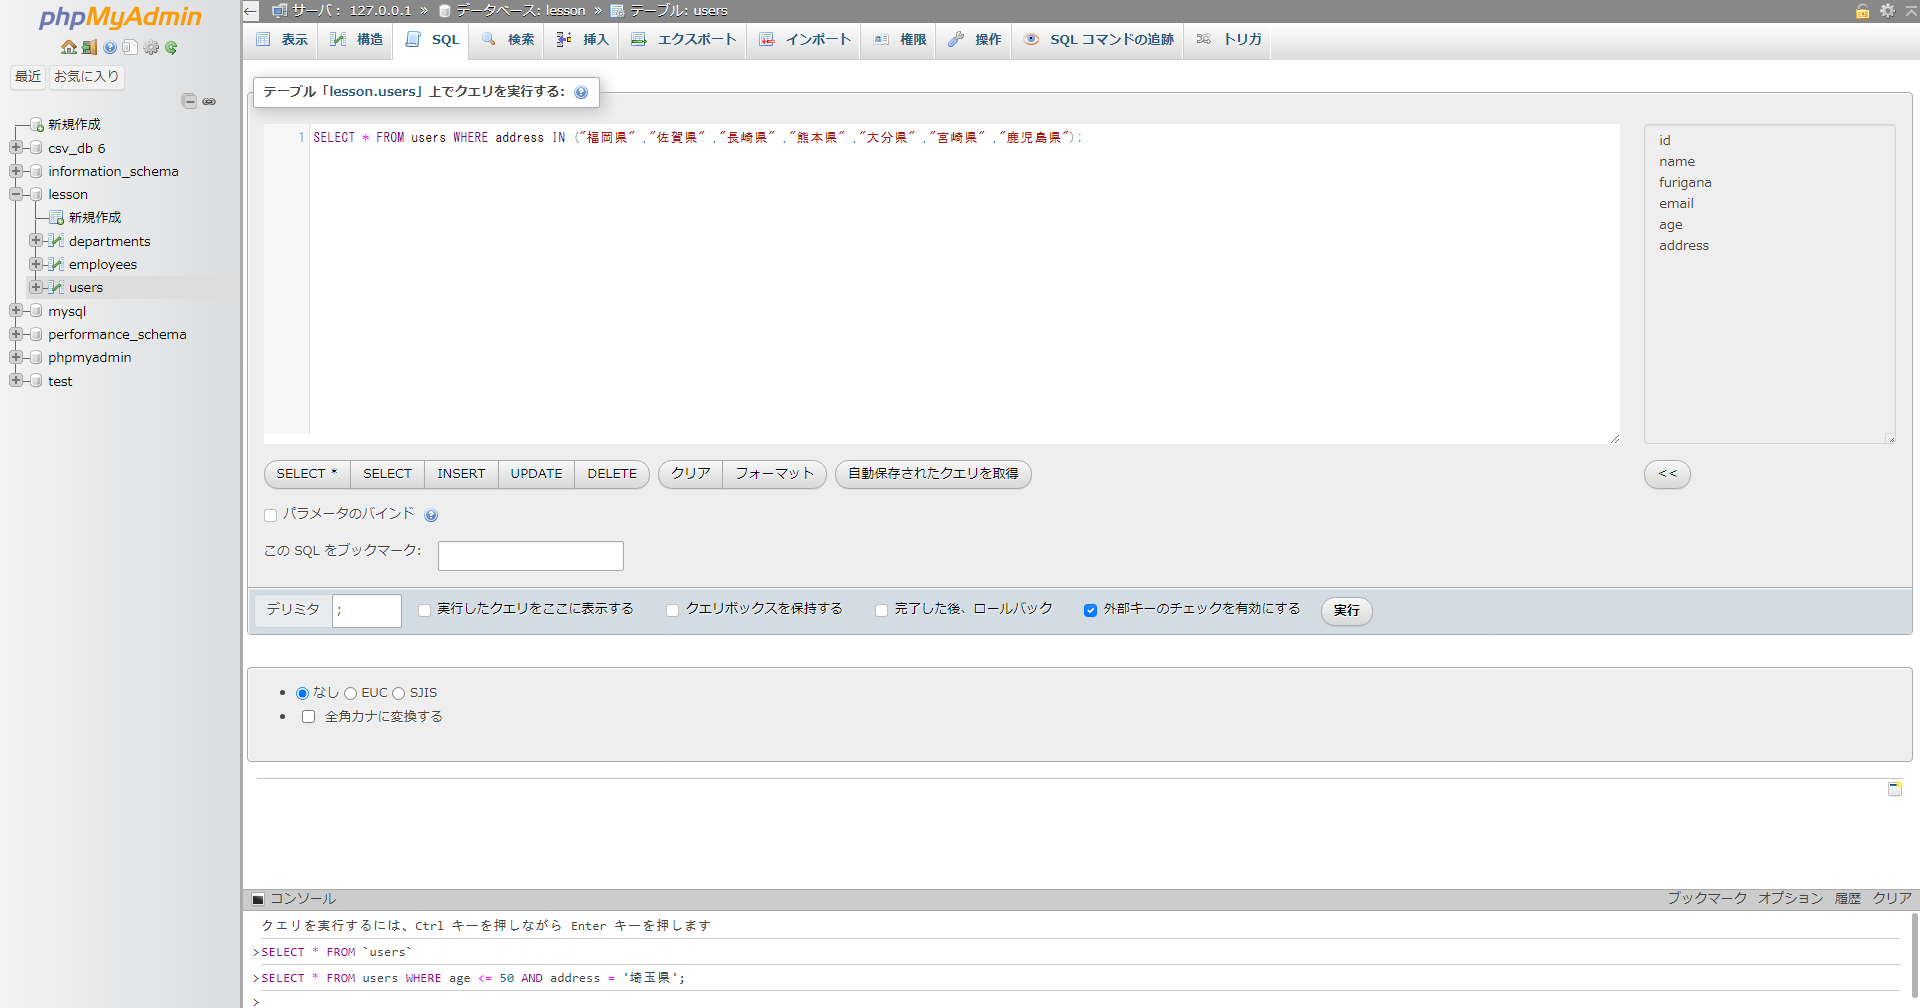 phpMyAdmin
最近 お気に入り
新規作成
csv_db 6
information_schema
lesson
新規作成
departments
employees
users
mysql
performance_schema
phpmyadmin
test
サーバ: 127.0.0.1 » データベース: lesson » テーブル: users
表示 構造 SQL 検索 挿入 エクスポート インポート 権限 操作 SQL コマンドの追跡 トリガ
テーブル「lesson.users」上でクエリを実行する:
1 SELECT * FROM users WHERE address IN ("福岡県","佐賀県","長崎県","熊本県","大分県","宮崎県","鹿児島県");
id
name
furigana
email
age
address
SELECT * SELECT INSERT UPDATE DELETE クリア フォーマット 自動保存されたクエリを取得 <<
パラメータのバインド
この SQL をブックマーク:
デリミタ ; 実行したクエリをここに表示する クエリボックスを保持する 完了した後、ロールバック 外部キーのチェックを有効にする 実行
なし EUC SJIS
全角カナに変換する
コンソール ブックマーク オプション 履歴 クリア
クエリを実行するには、Ctrl キーを押しながら Enter キーを押します
>SELECT * FROM `users`
>SELECT * FROM users WHERE age <= 50 AND address = '埼玉県';
>